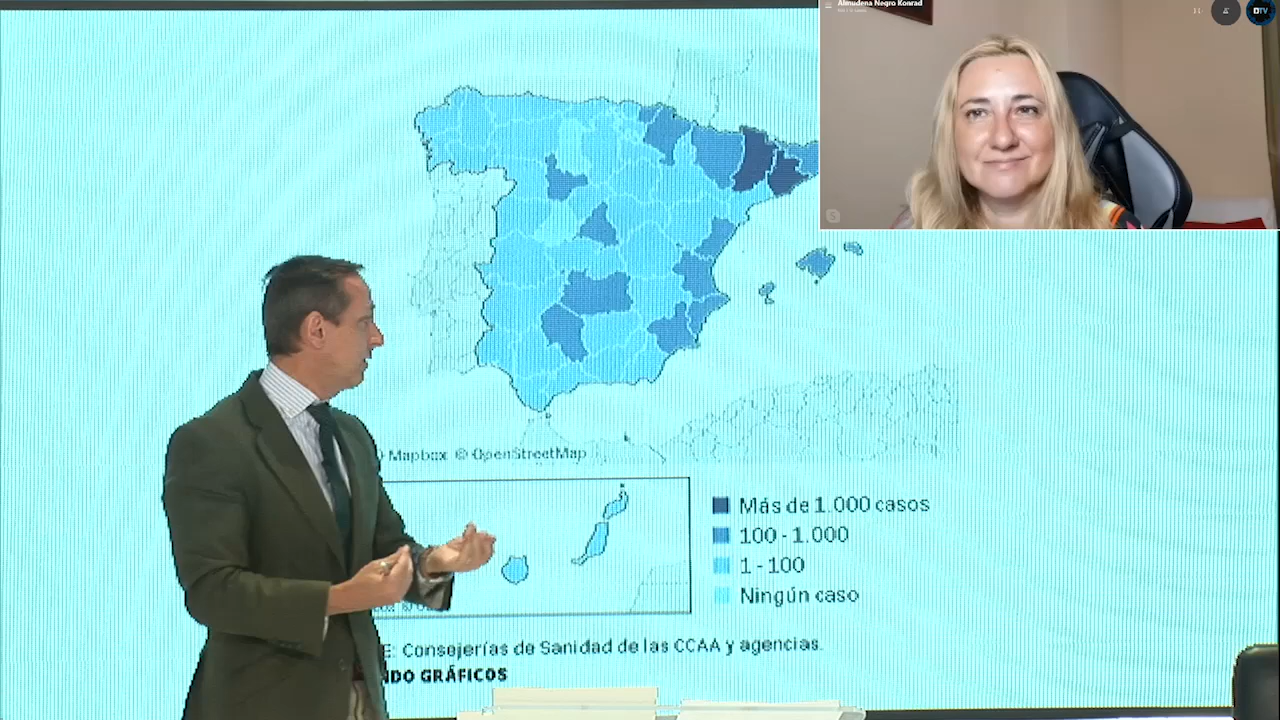 Almudena Negro Konrad
DTV
Mapbox © OpenStreetMap
Más de 1.000 casos
100 - 1.000
1 - 100
Ningún caso
E: Consejerías de Sanidad de las CCAA y agencias.
NDO GRÁFICOS